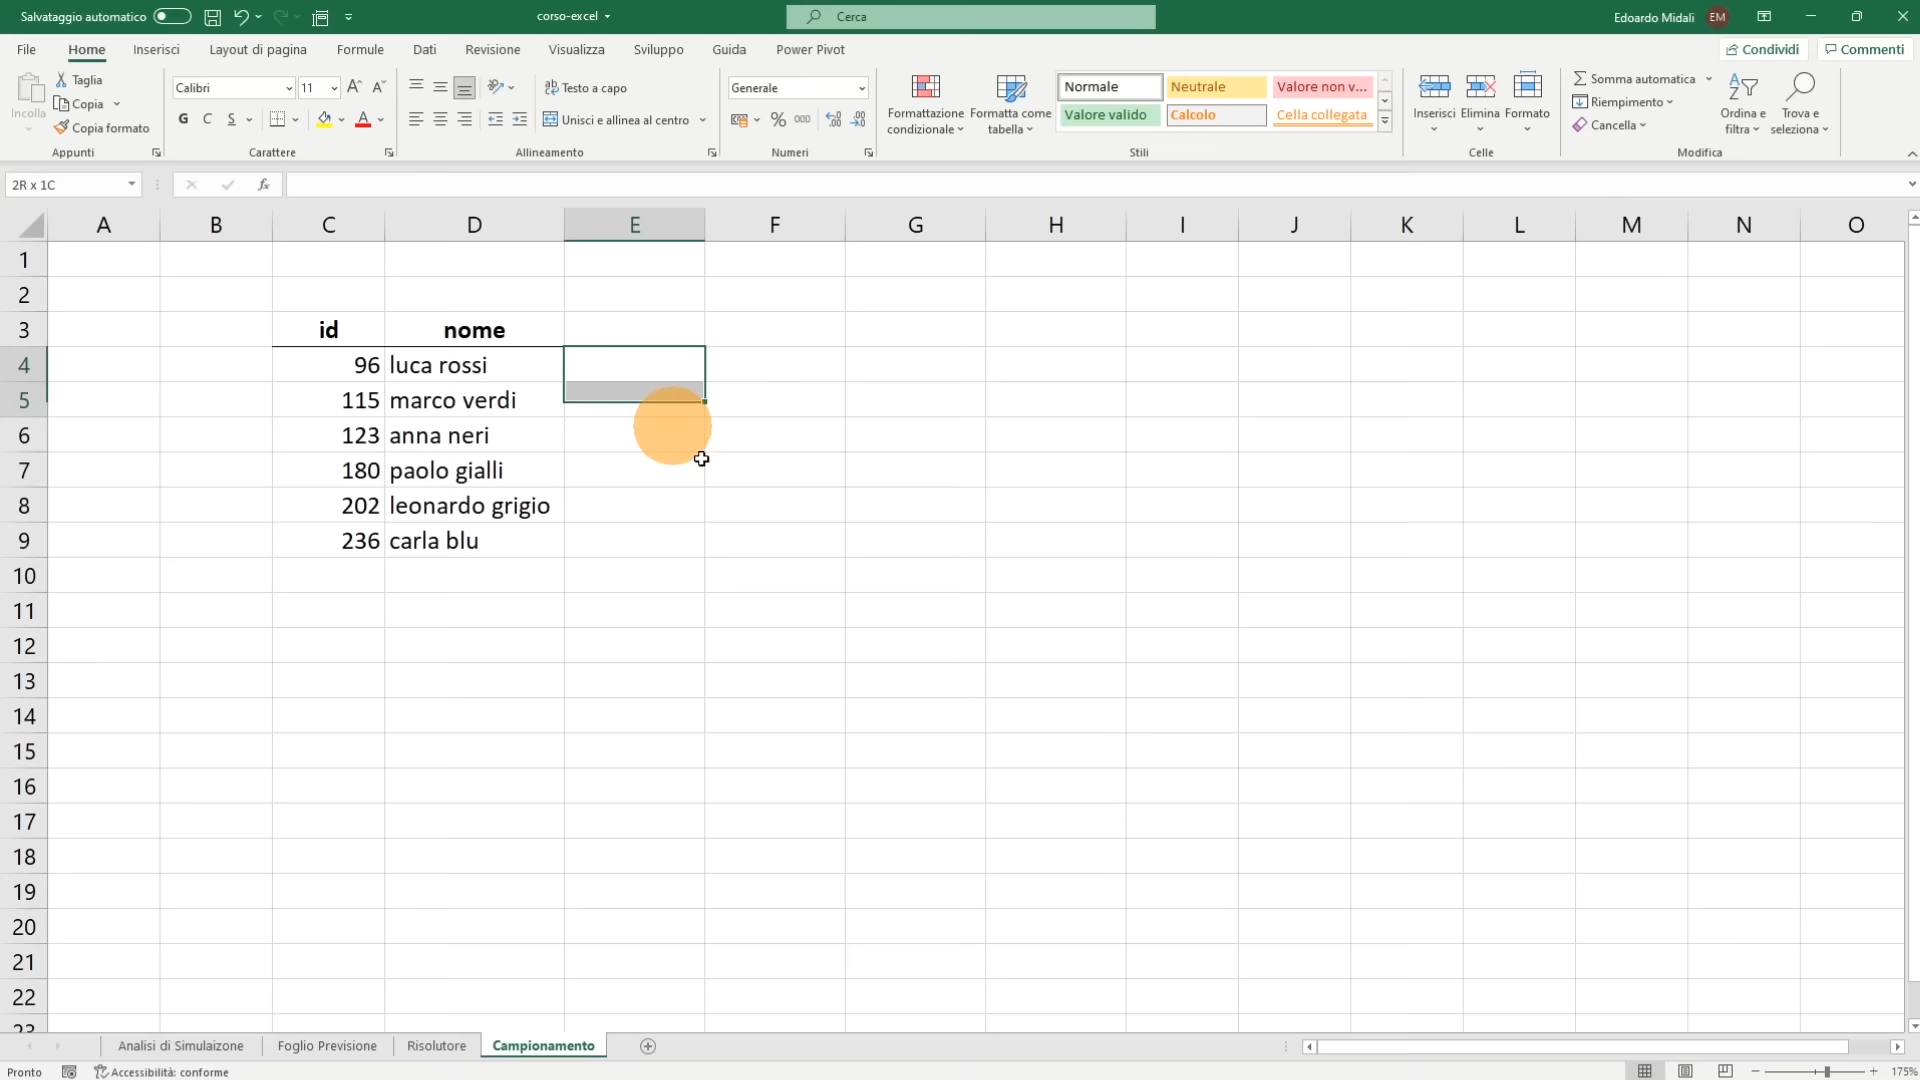 Salvataggio automatico
corso-excel
Cerca
Edoardo Midali EM
File Home Inserisci Layout di pagina Formule Dati Revisione Visualizza Sviluppo Guida Power Pivot
Condividi Commenti
Incolla
Taglia
Copia
Copia formato
Appunti
Calibri 11
G C S
Carattere
Testo a capo
Unisci e allinea al centro
Allineamento
Generale
% 000
Numeri
Formattazione condizionale
Formatta come tabella
Normale Neutrale Valore non v...
Valore valido Calcolo Cella collegata
Stili
Inserisci Elimina Formato
Celle
Somma automatica
Riempimento
Cancella
Ordina e filtra
Trova e seleziona
Modifica
2R x 1C
fx
A B C D E F G H I J K L M N O
1
2
3 id nome
4 96 luca rossi
5 115 marco verdi
6 123 anna neri
7 180 paolo gialli
8 202 leonardo grigio
9 236 carla blu
10
11
12
13
14
15
16
17
18
19
20
21
22
23
Analisi di Simulaizone Foglio Previsione Risolutore Campionamento
Pronto Accessibilità: conforme 175%